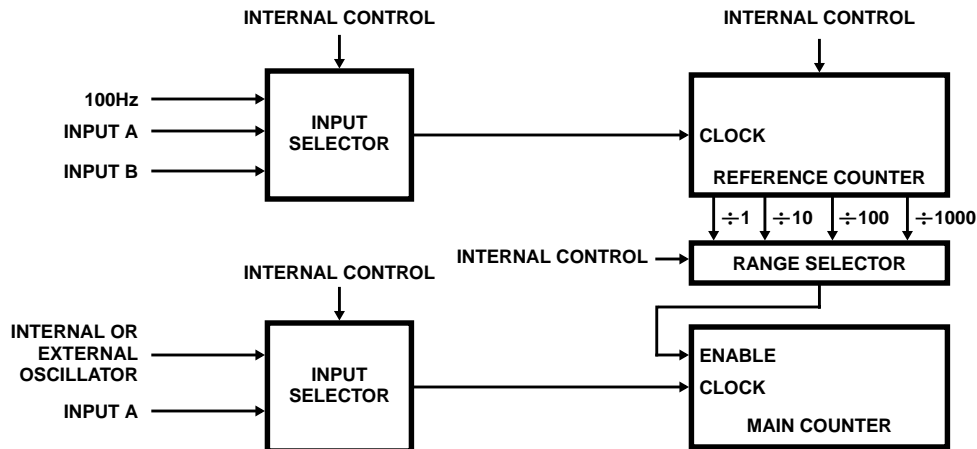 INTERNAL CONTROL
INTERNAL CONTROL
100Hz
INPUT A
INPUT B
INPUT
SELECTOR
CLOCK
REFERENCE COUNTER
÷1
÷10
÷100
÷1000
INTERNAL CONTROL
RANGE SELECTOR
INTERNAL CONTROL
INTERNAL OR
EXTERNAL
OSCILLATOR
INPUT A
INPUT
SELECTOR
ENABLE
CLOCK
MAIN COUNTER